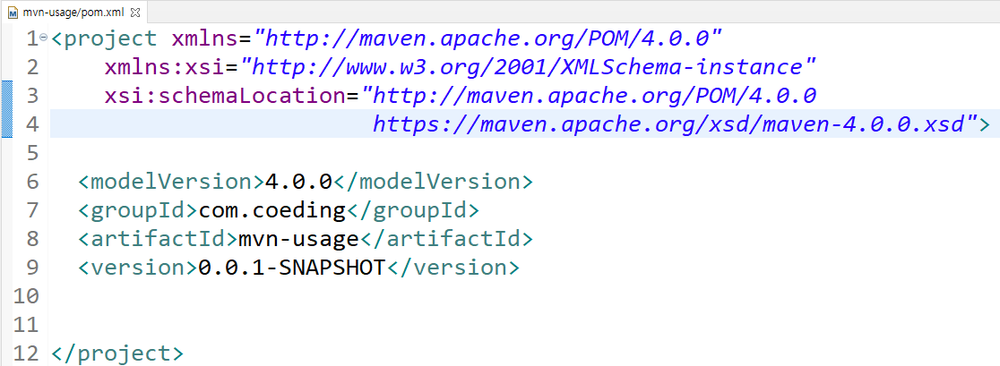 mvn-usage/pom.xml
1 <project xmlns="http://maven.apache.org/POM/4.0.0"
2     xmlns:xsi="http://www.w3.org/2001/XMLSchema-instance"
3     xsi:schemaLocation="http://maven.apache.org/POM/4.0.0
4                         https://maven.apache.org/xsd/maven-4.0.0.xsd">
5
6   <modelVersion>4.0.0</modelVersion>
7   <groupId>com.coeding</groupId>
8   <artifactId>mvn-usage</artifactId>
9   <version>0.0.1-SNAPSHOT</version>
10
11
12 </project>